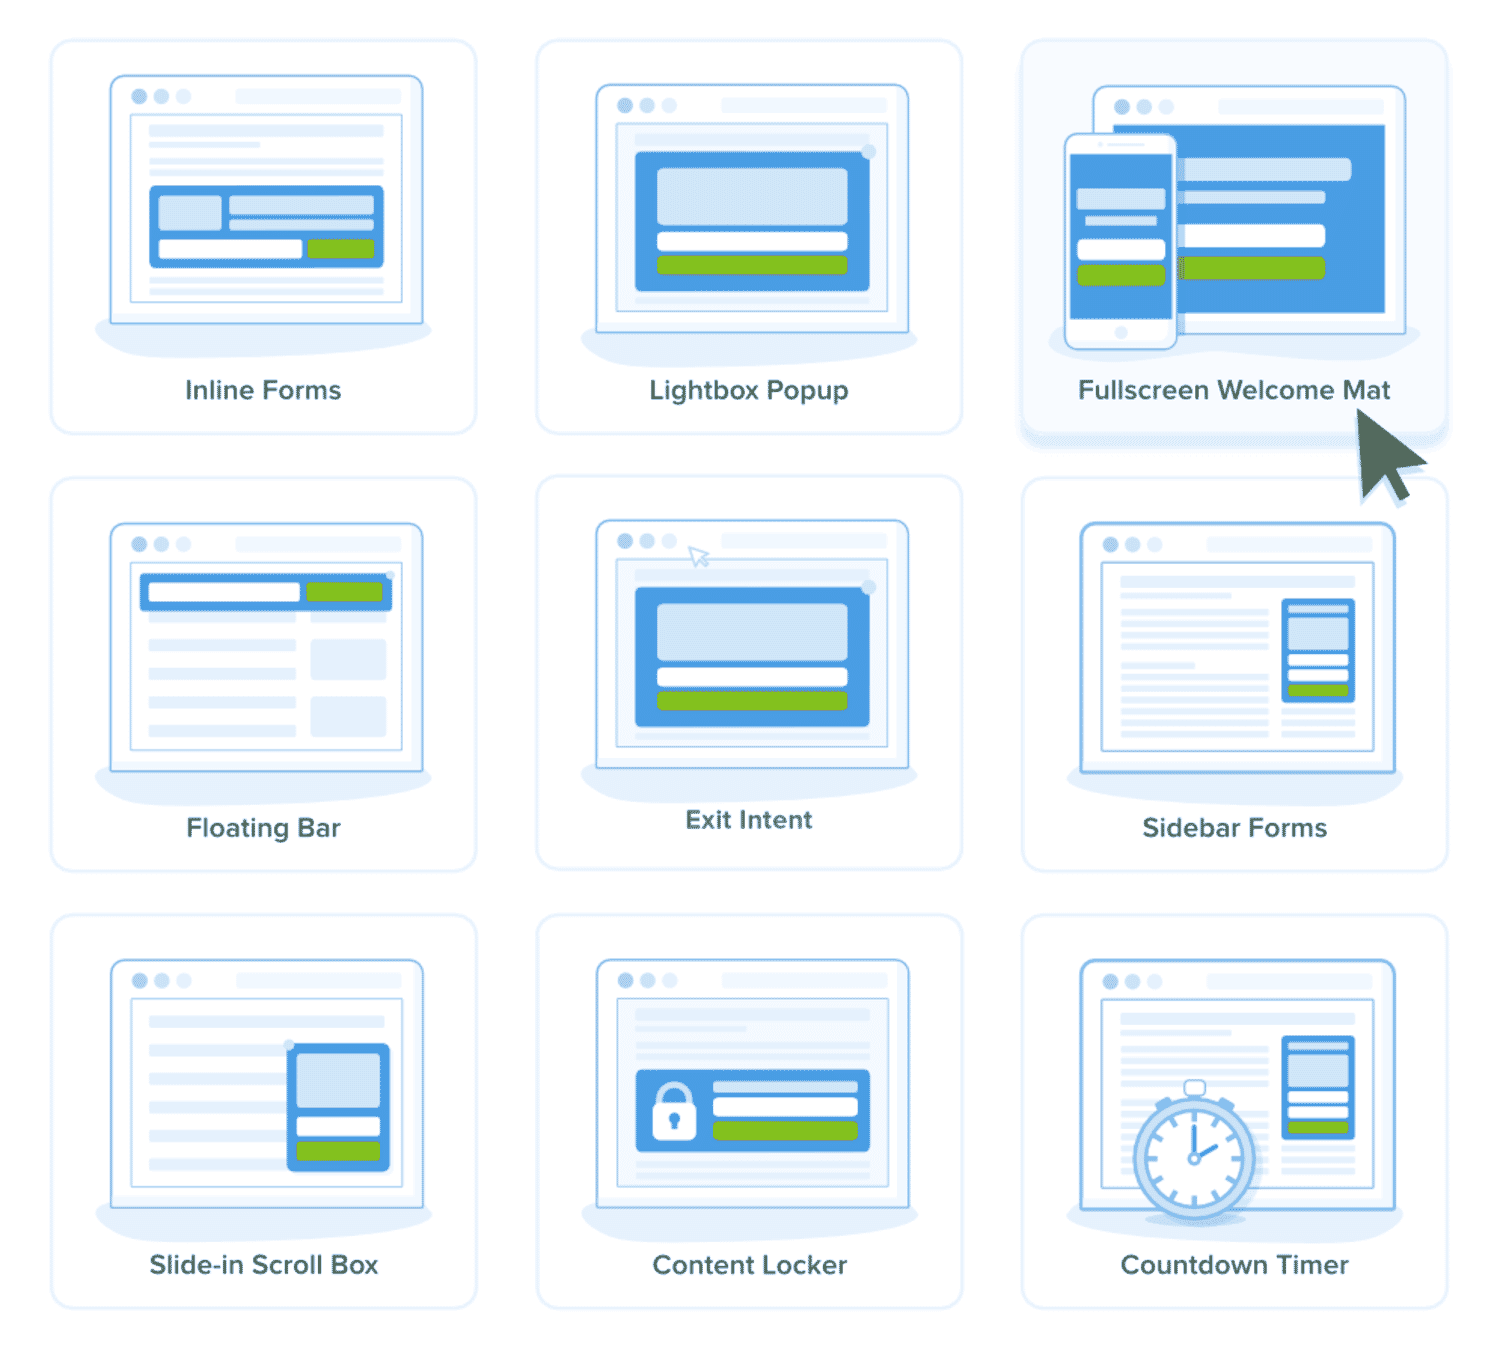 Inline Forms
Lightbox Popup
Fullscreen Welcome Mat
Floating Bar
Exit Intent
Sidebar Forms
Slide-in Scroll Box
Content Locker
Countdown Timer